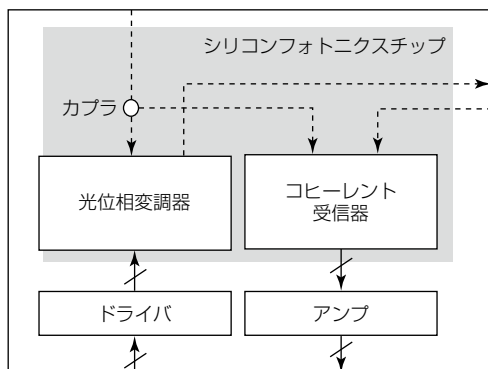 シリコンフォトニクスチップ
カプラ
光位相変調器
コヒーレント
受信器
ドライバ
アンプ